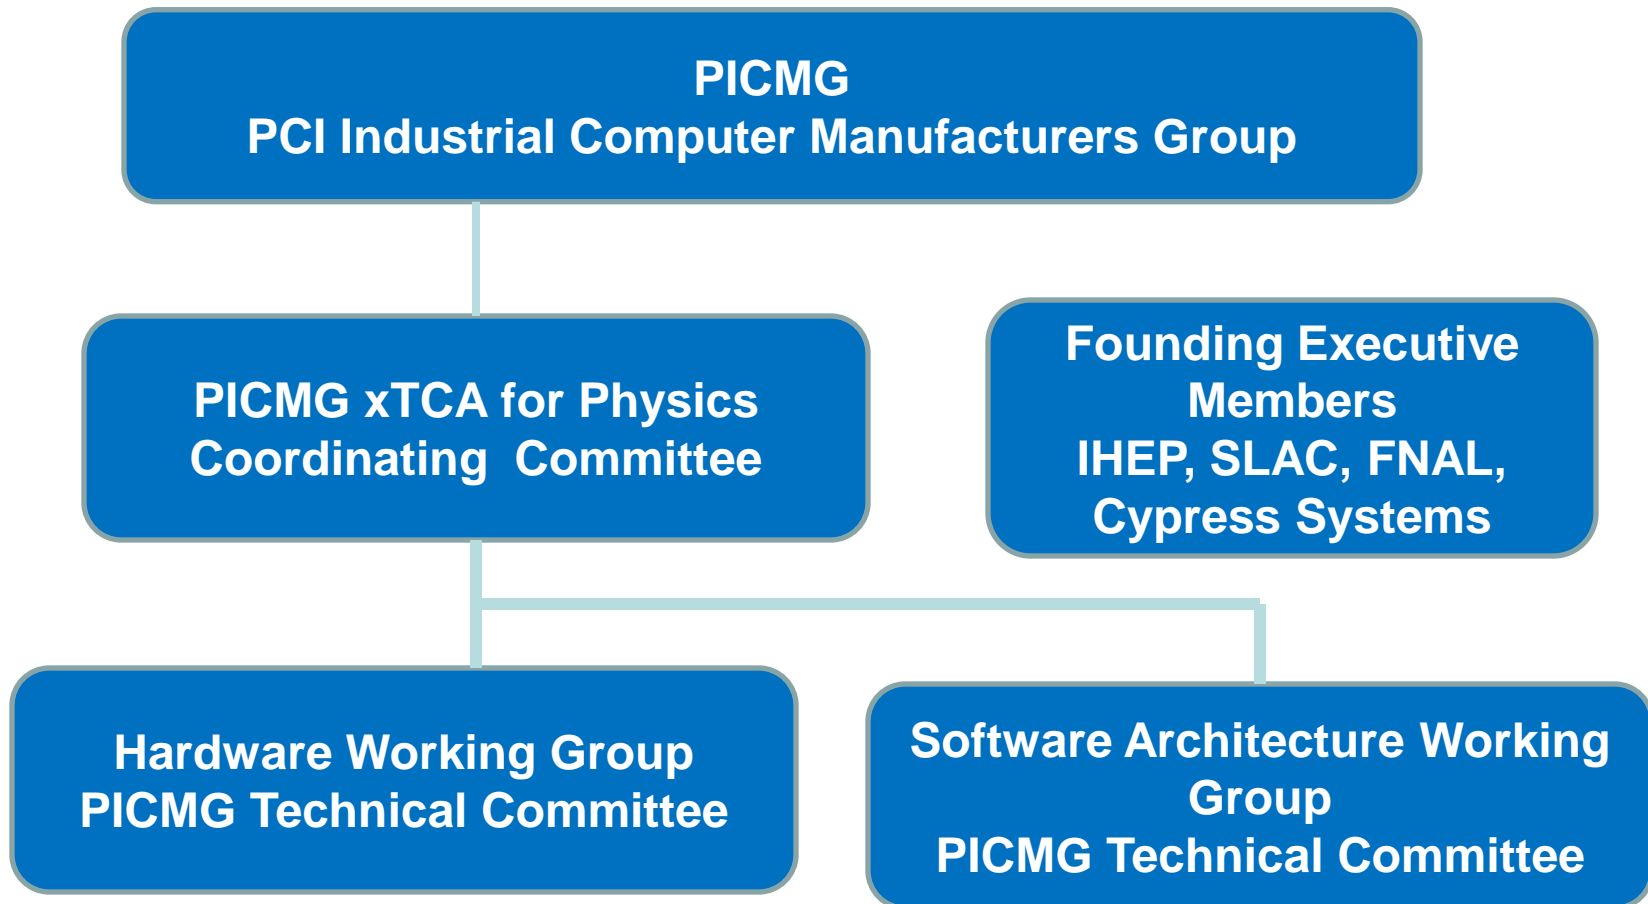 PICMG
PCI Industrial Computer Manufacturers Group
PICMG xTCA for Physics
Coordinating  Committee
Founding Executive
Members
IHEP, SLAC, FNAL,
Cypress Systems
Hardware Working Group
PICMG Technical Committee
Software Architecture Working
Group
PICMG Technical Committee